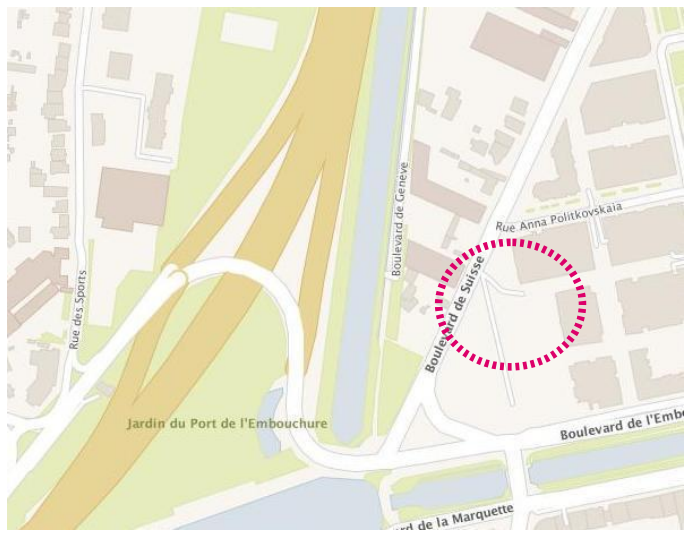 Boulevard de Genève
Rue Anna Politkovskaia
Boulevard de Suisse
Rue des Sports
Jardin du Port de l'Embouchure
Boulevard de l'Emb
rd de la Marquette